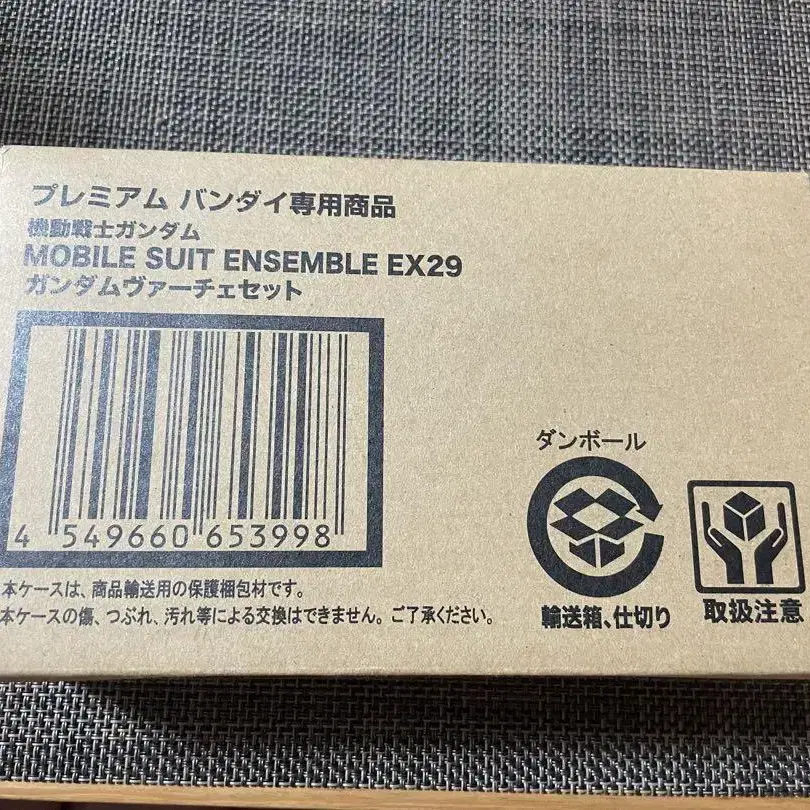 プレミアム バンダイ専用商品
機動戦士ガンダム
MOBILE SUIT ENSEMBLE EX29
ガンダムヴァーチェセット
4 549660 653998
本ケースは、商品輸送用の保護梱包材です。
本ケースの傷、つぶれ、汚れ等による交換はできません。ご了承ください。
ダンボール
輸送箱、仕切り
取扱注意